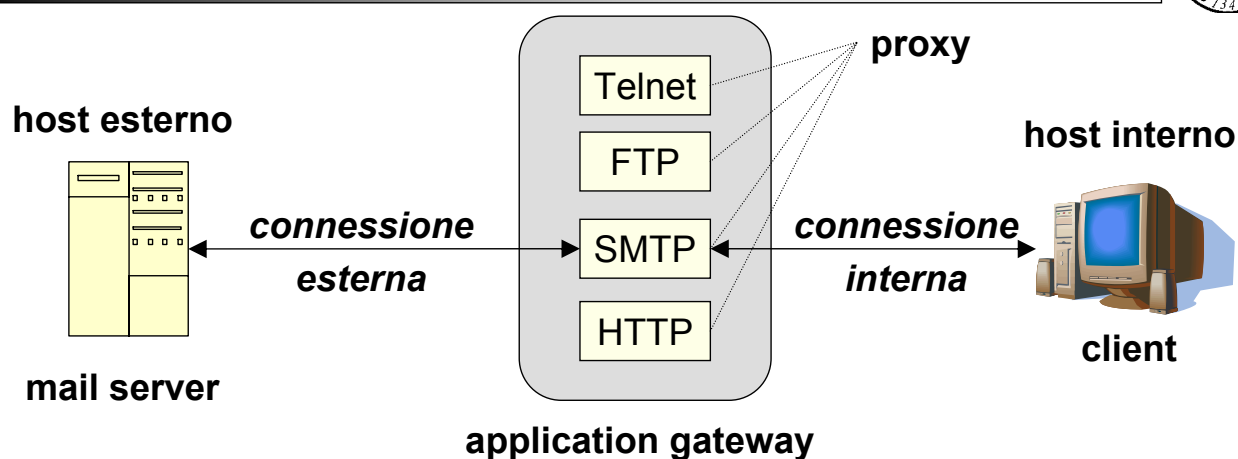 proxy
Telnet
host esterno
host interno
FTP
connessione
esterna
SMTP
connessione
interna
HTTP
client
mail server
application gateway